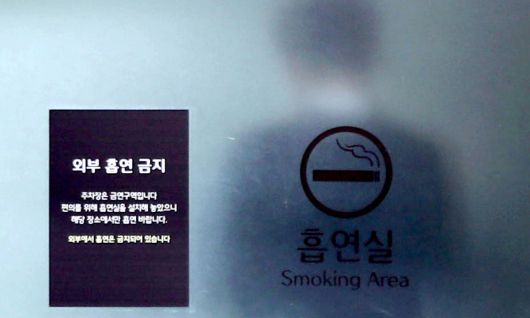 외부 흡연 금지
주차장은 금연구역입니다
편의를 위해 흡연실을 설치해 놓았으니
해당 장소에서만 흡연 바랍니다.
외부에서 흡연은 금지되어 있습니다
흡연실
Smoking Area